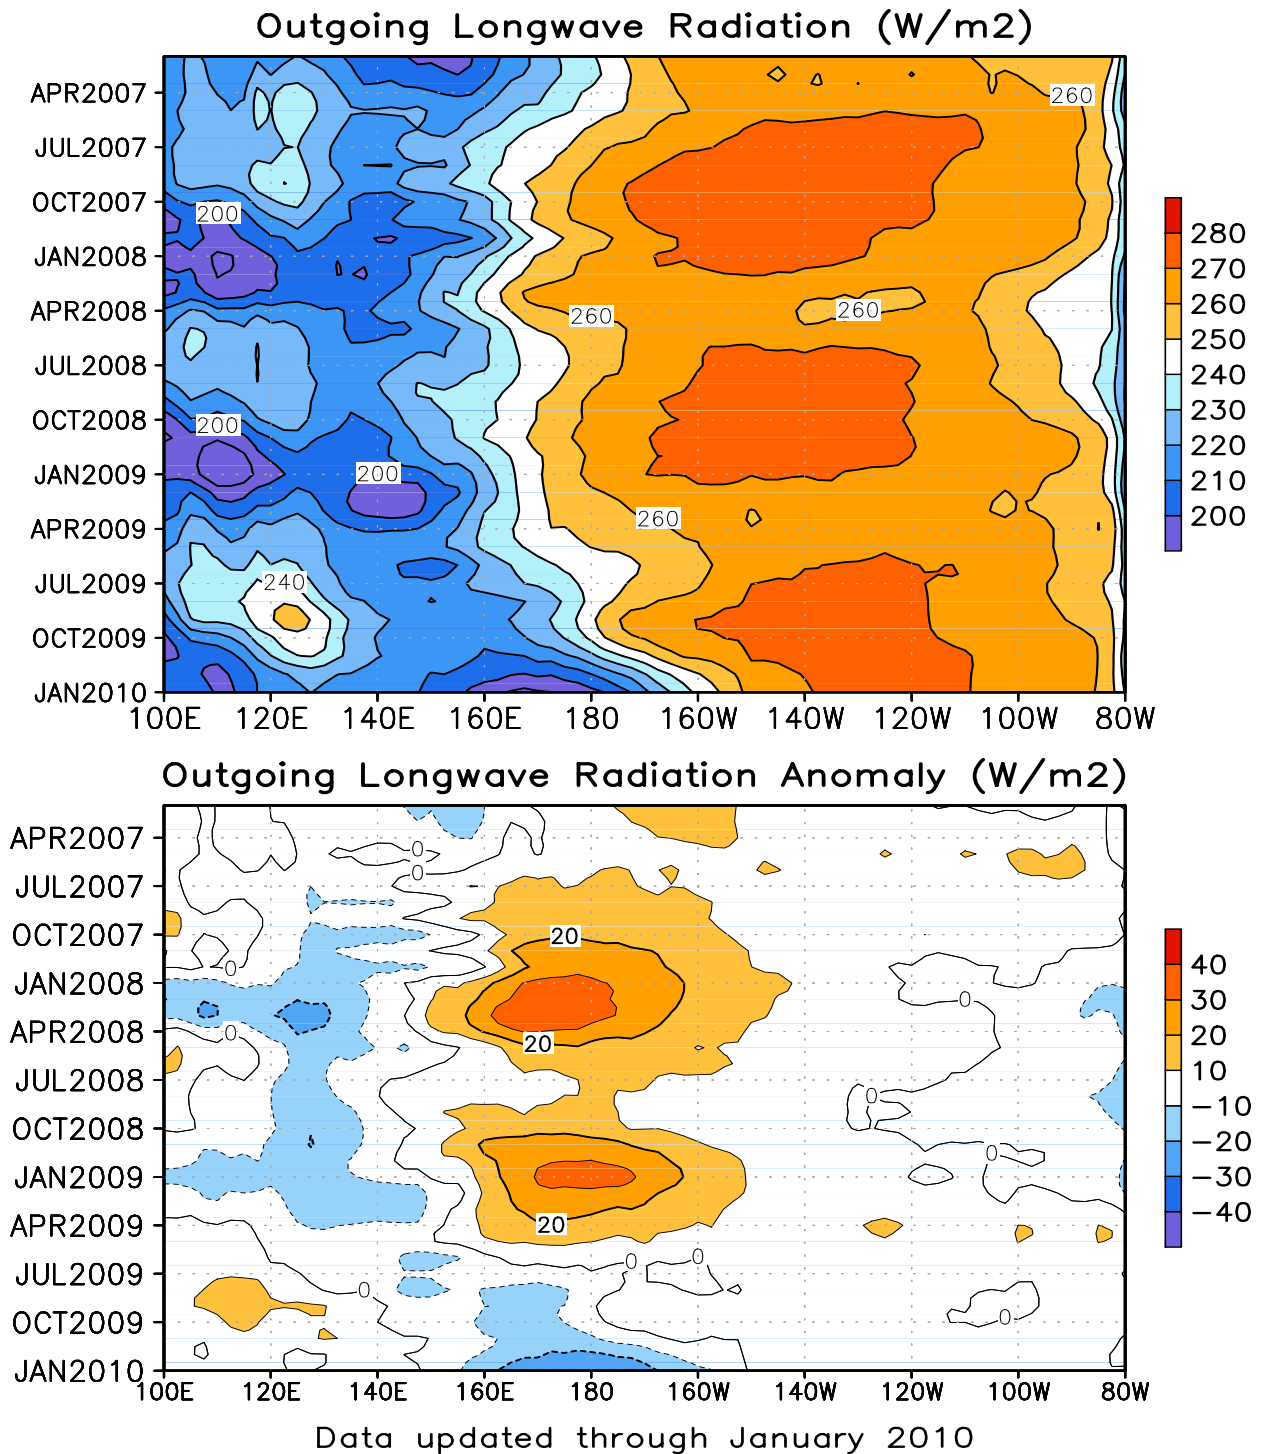 Outgoing Longwave Radiation (W/m2)
APR2007
JUL2007
OCT2007
JAN2008
APR2008
JUL2008
OCT2008
JAN2009
APR2009
JUL2009
OCT2009
JAN2010
260
200
260
260
200
200
260
240
100E 120E 140E 160E 180 160W 140W 120W 100W 80W
280
270
260
250
240
230
220
210
200
Outgoing Longwave Radiation Anomaly (W/m2)
APR2007
JUL2007
OCT2007
JAN2008
APR2008
JUL2008
OCT2008
JAN2009
APR2009
JUL2009
OCT2009
JAN2010
0
0
20
0
0
0
20
0
0
20
0
0
0
0
100E 120E 140E 160E 180 160W 140W 120W 100W 80W
40
30
20
10
-10
-20
-30
-40
Data updated through January 2010